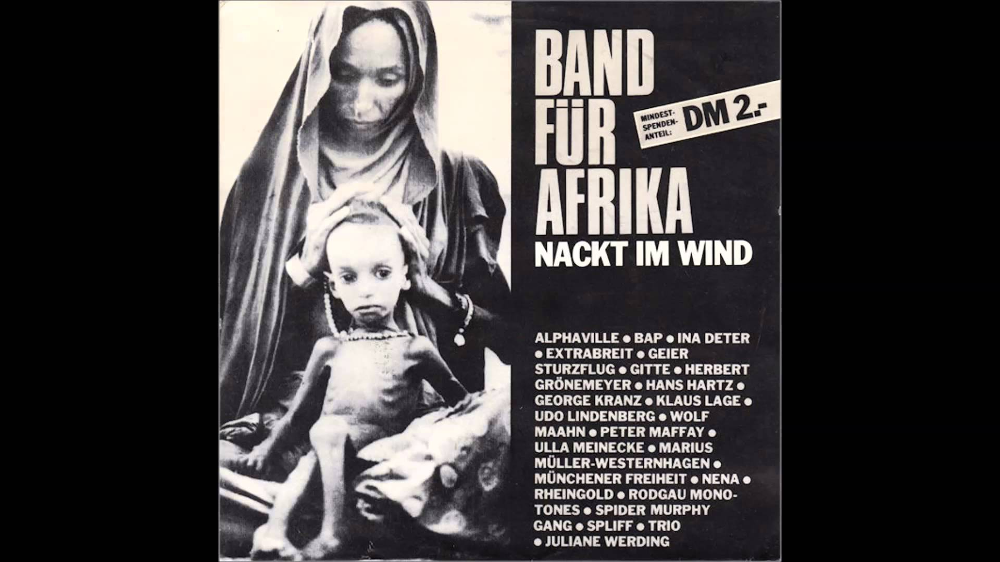 BAND
FÜR
AFRIKA
NACKT IM WIND
MINDEST-
SPENDEN-
ANTEIL:
DM 2.-
ALPHAVILLE ● BAP ● INA DETER
● EXTRABREIT ● GEIER
STURZFLUG ● GITTE ● HERBERT
GRÖNEMEYER ● HANS HARTZ ●
GEORGE KRANZ ● KLAUS LAGE ●
UDO LINDENBERG ● WOLF
MAAHN ● PETER MAFFAY ●
ULLA MEINECKE ● MARIUS
MÜLLER-WESTERNHAGEN ●
MÜNCHENER FREIHEIT ● NENA ●
RHEINGOLD ● RODGAU MONO-
TONES ● SPIDER MURPHY
GANG ● SPLIFF ● TRIO
● JULIANE WERDING